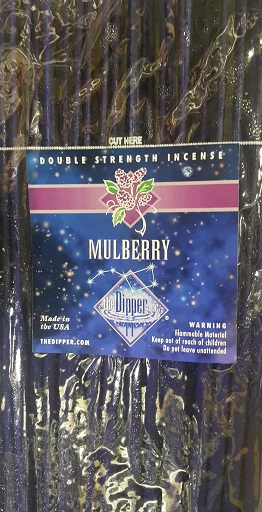 CUT HERE
DOUBLE STRENGTH INCENSE
MULBERRY
The Dipper
Made in
the USA
THEDIPPER.COM
WARNING
Flammable Material
Keep out of reach of children
Do not leave unattended